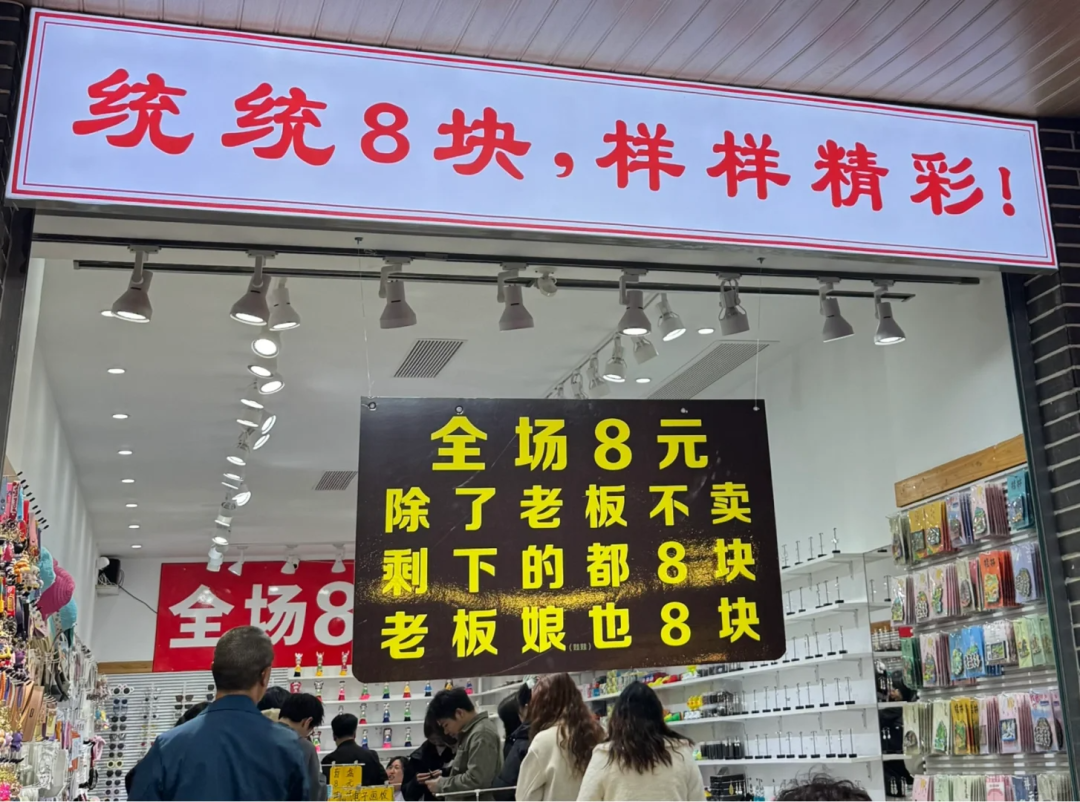 统统8块,样样精彩!
全场8元
除了老板不卖
剩下的都8块
老板娘也8块
全场8